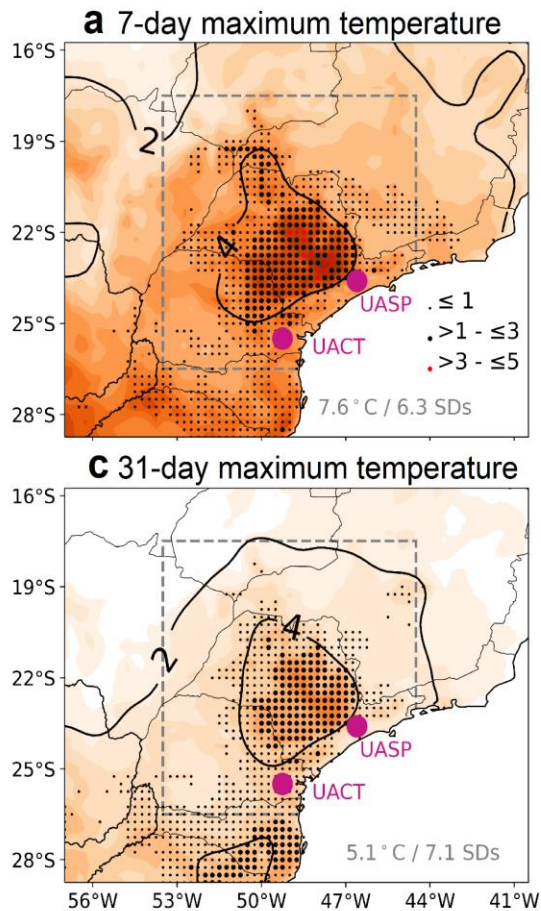 a 7-day maximum temperature
16°S
19°S
22°S
25°S
28°S
2
4
UASP
UACT
. ≤ 1
• >1 - ≤3
• >3 - ≤5
7.6°C / 6.3 SDs
c 31-day maximum temperature
16°S
19°S
22°S
25°S
28°S
2
4
UASP
UACT
5.1°C / 7.1 SDs
56°W 53°W 50°W 47°W 44°W 41°W